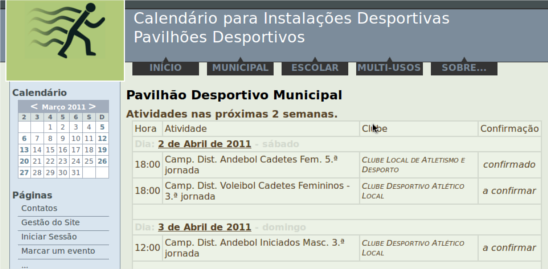 Calendário para Instalações Desportivas
Pavilhões Desportivos
INÍCIO MUNICIPAL ESCOLAR MULTI-USOS SOBRE...
Calendário
< Março 2011 >
2 3 4 5 6 S D
1 2 3 4 5
6 7 8 9 10 11 12
13 14 15 16 17 18 19
20 21 22 23 24 25 26
27 28 29 30 31
Páginas
Contatos
Gestão do Site
Iniciar Sessão
Marcar um evento
...
Pavilhão Desportivo Municipal
Atividades nas próximas 2 semanas.
Hora Atividade Clube Confirmação
Dia: 2 de Abril de 2011 - sábado
18:00 Camp. Dist. Andebol Cadetes Fem. 5.ª jornada CLUBE LOCAL DE ATLETISMO E DESPORTO confirmado
18:00 Camp. Dist. Voleibol Cadetes Femininos - 3.ª jornada CLUBE DESPORTIVO ATLÉTICO LOCAL a confirmar
Dia: 3 de Abril de 2011 - domingo
12:00 Camp. Dist. Andebol Iniciados Masc. 3.ª jornada CLUBE DESPORTIVO ATLÉTICO LOCAL a confirmar